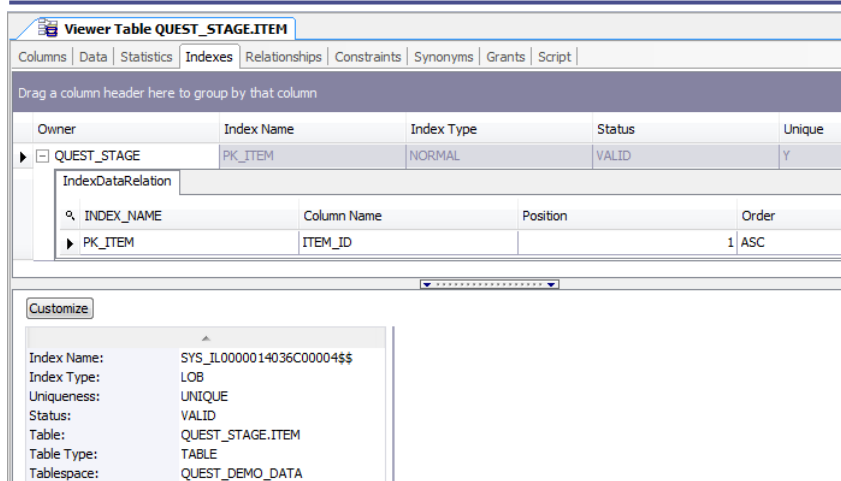 Viewer Table QUEST_STAGE.ITEM
Columns | Data | Statistics | Indexes | Relationships | Constraints | Synonyms | Grants | Script |
Drag a column header here to group by that column
Owner Index Name Index Type Status Unique
QUEST_STAGE PK_ITEM NORMAL VALID Y
IndexDataRelation
INDEX_NAME Column Name Position Order
PK_ITEM ITEM_ID 1 ASC
Customize
Index Name: SYS_IL0000014036C00004$$
Index Type: LOB
Uniqueness: UNIQUE
Status: VALID
Table: QUEST_STAGE.ITEM
Table Type: TABLE
Tablespace: QUEST_DEMO_DATA